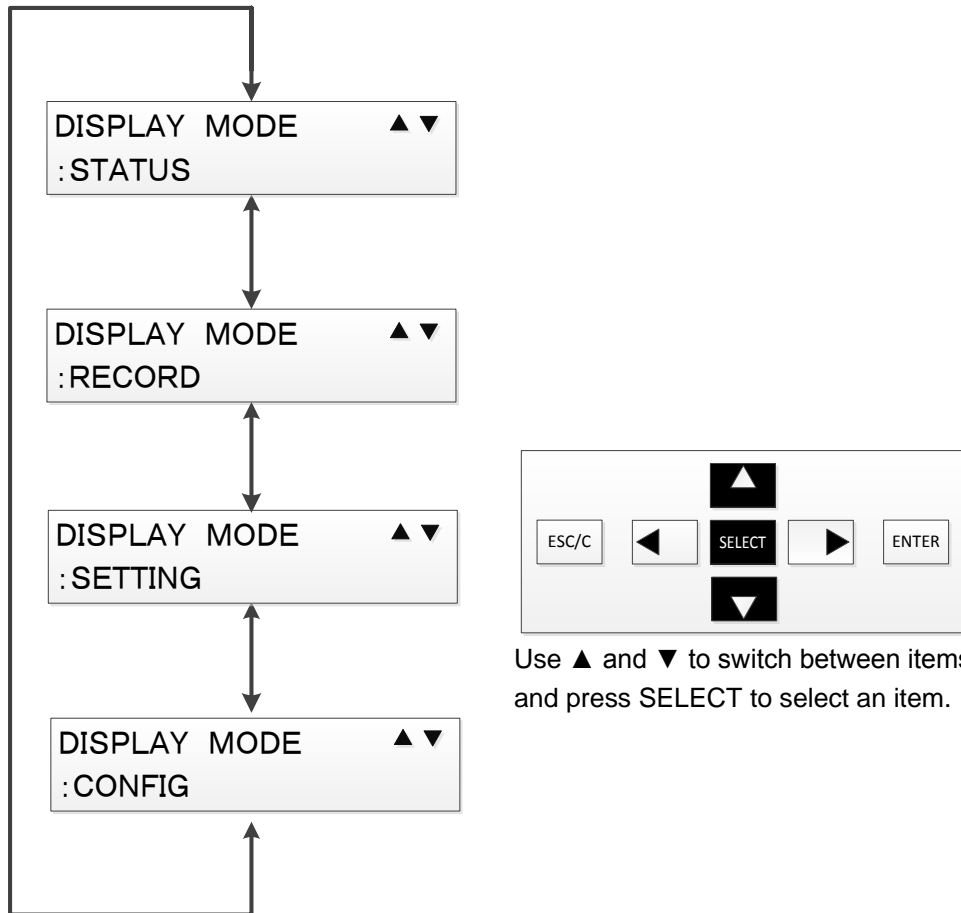 DISPLAY MODE ▲ ▼
:STATUS
DISPLAY MODE ▲ ▼
:RECORD
DISPLAY MODE ▲ ▼
:SETTING
DISPLAY MODE ▲ ▼
:CONFIG
ESC/C ◀ SELECT ▶ ENTER
Use ▲ and ▼ to switch between items
and press SELECT to select an item.